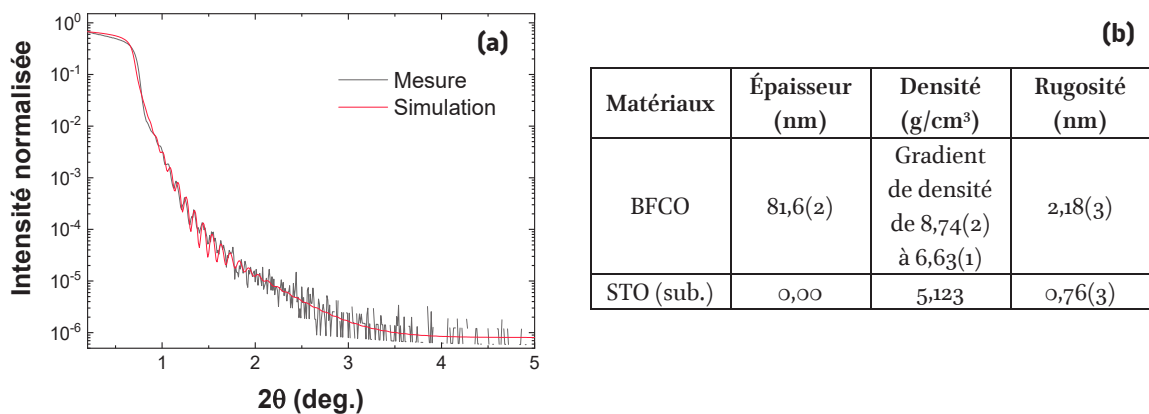 (a)
Intensité normalisée
10⁰
10⁻¹
10⁻²
10⁻³
10⁻⁴
10⁻⁵
10⁻⁶
Mesure
Simulation
1 2 3 4 5
2θ (deg.)
(b)
Matériaux Épaisseur (nm) Densité (g/cm³) Rugosité (nm)
BFCO 81,6(2) Gradient de densité de 8,74(2) à 6,63(1) 2,18(3)
STO (sub.) 0,00 5,123 0,76(3)